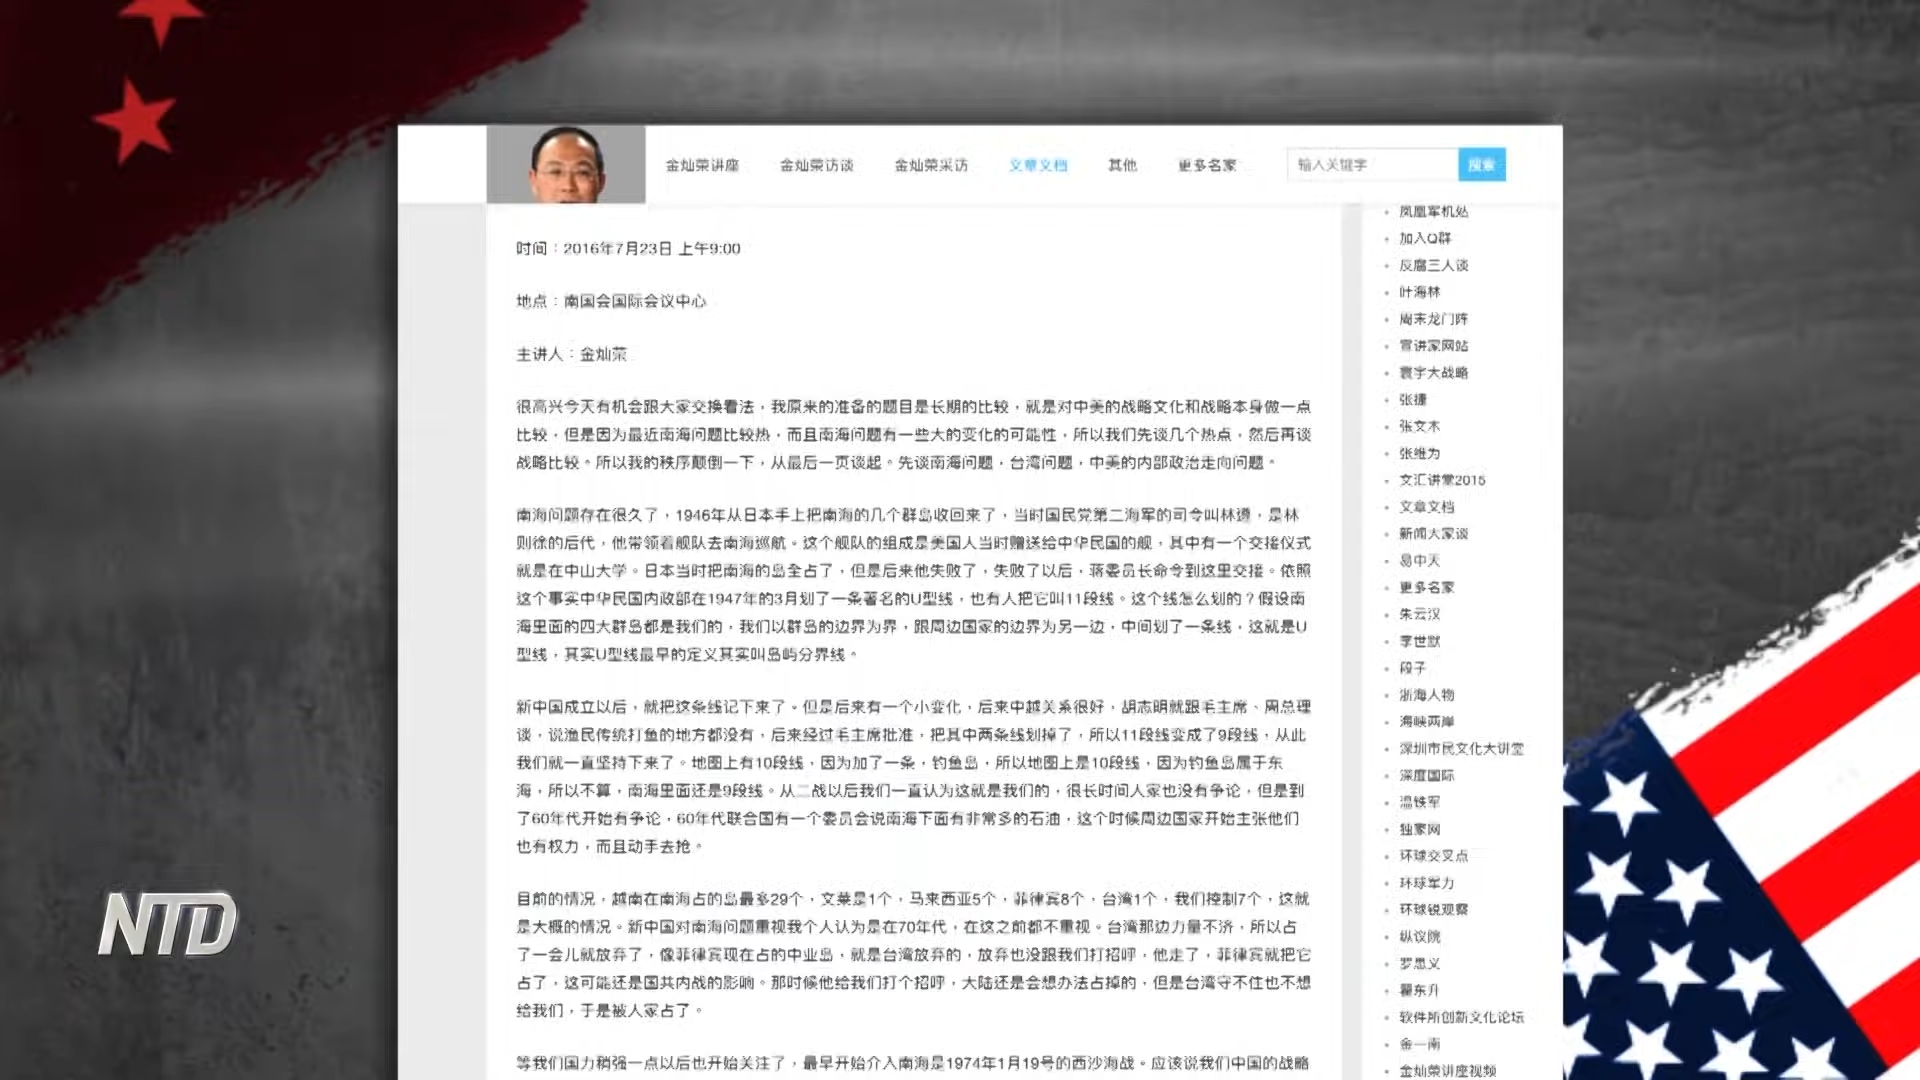 金灿荣讲座 金灿荣访谈 金灿荣采访 文章文档 其他 更多名家 输入关键字 搜索
时间：2016年7月23日 上午9:00
地点：南国会国际会议中心
主讲人：金灿荣
很高兴今天有机会跟大家交换看法，我原来的准备的题目是长期的比较，就是对中美的战略文化和战略本身做一点
比较，但是因为最近南海问题比较热，而且南海问题有一些大的变化的可能性，所以我们先谈几个热点，然后再谈
战略比较。所以我的秩序颠倒一下，从最后一页谈起。先谈南海问题，台湾问题，中美的内部政治走向问题。
南海问题存在很久了，1946年从日本手上把南海的几个群岛收回来了，当时国民党第二海军的司令叫林遵，是林
则徐的后代，他带领着舰队去南海巡航。这个舰队的组成是美国人当时赠送给中华民国的舰，其中有一个交接仪式
就是在中山大学。日本当时把南海的岛全占了，但是后来他失败了，失败了以后，蒋委员长命令到这里交接。依照
这个事实中华民国内政部在1947年的3月划了一条著名的U型线，也有人把它叫11段线。这个线怎么划的？假设南
海里面的四大群岛都是我们的，我们以群岛的边界为界，跟周边国家的边界为另一边，中间划了一条线，这就是U
型线，其实U型线最早的定义其实叫岛屿分界线。
新中国成立以后，就把这条线记下来了。但是后来有一个小变化，后来中越关系很好，胡志明就跟毛主席、周总理
谈，说渔民传统打鱼的地方都没有，后来经过毛主席批准，把其中两条线划掉了，所以11段线变成了9段线，从此
我们就一直坚持下来了。地图上有10段线，因为加了一条，钓鱼岛，所以地图上是10段线，因为钓鱼岛属于东
海，所以不算，南海里面还是9段线。从二战以后我们一直认为这就是我们的，很长时间人家也没有争论，但是到
了60年代开始有争论，60年代联合国有一个委员会说南海下面有非常多的石油，这个时候周边国家开始主张他们
也有权力，而且动手去抢。
目前的情况，越南在南海占的岛最多29个，文莱是1个，马来西亚5个，菲律宾8个，台湾1个，我们控制7个，这就
是大概的情况。新中国对南海问题重视我个人认为是在70年代，在这之前都不重视。台湾那边力量不济，所以占
了一会儿就放弃了，像菲律宾现在占的中业岛，就是台湾放弃的，放弃也没跟我们打招呼，他走了，菲律宾就把它
占了，这可能还是国共内战的影响。那时候他给我们打个招呼，大陆还是会想办法占掉的，但是台湾守不住也不想
给我们，于是被人家占了。
等我们国力稍强一点以后也开始关注了，最早开始介入南海是1974年1月19号的西沙海战。应该说我们中国的战略
凤凰军机处
加入Q群
反腐三人谈
叶海林
周末龙门阵
宣讲家网站
寰宇大战略
张捷
张文木
张维为
文汇讲堂2015
文章文档
新闻大家谈
易中天
更多名家
朱云汉
李世默
段子
浙海人物
海峡两岸
深圳市民文化大讲堂
深度国际
温铁军
独家网
环球交叉点
环球军力
环球锐观察
纵议院
罗思义
翟东升
软件所创新文化论坛
金一南
金灿荣讲座视频
NTD